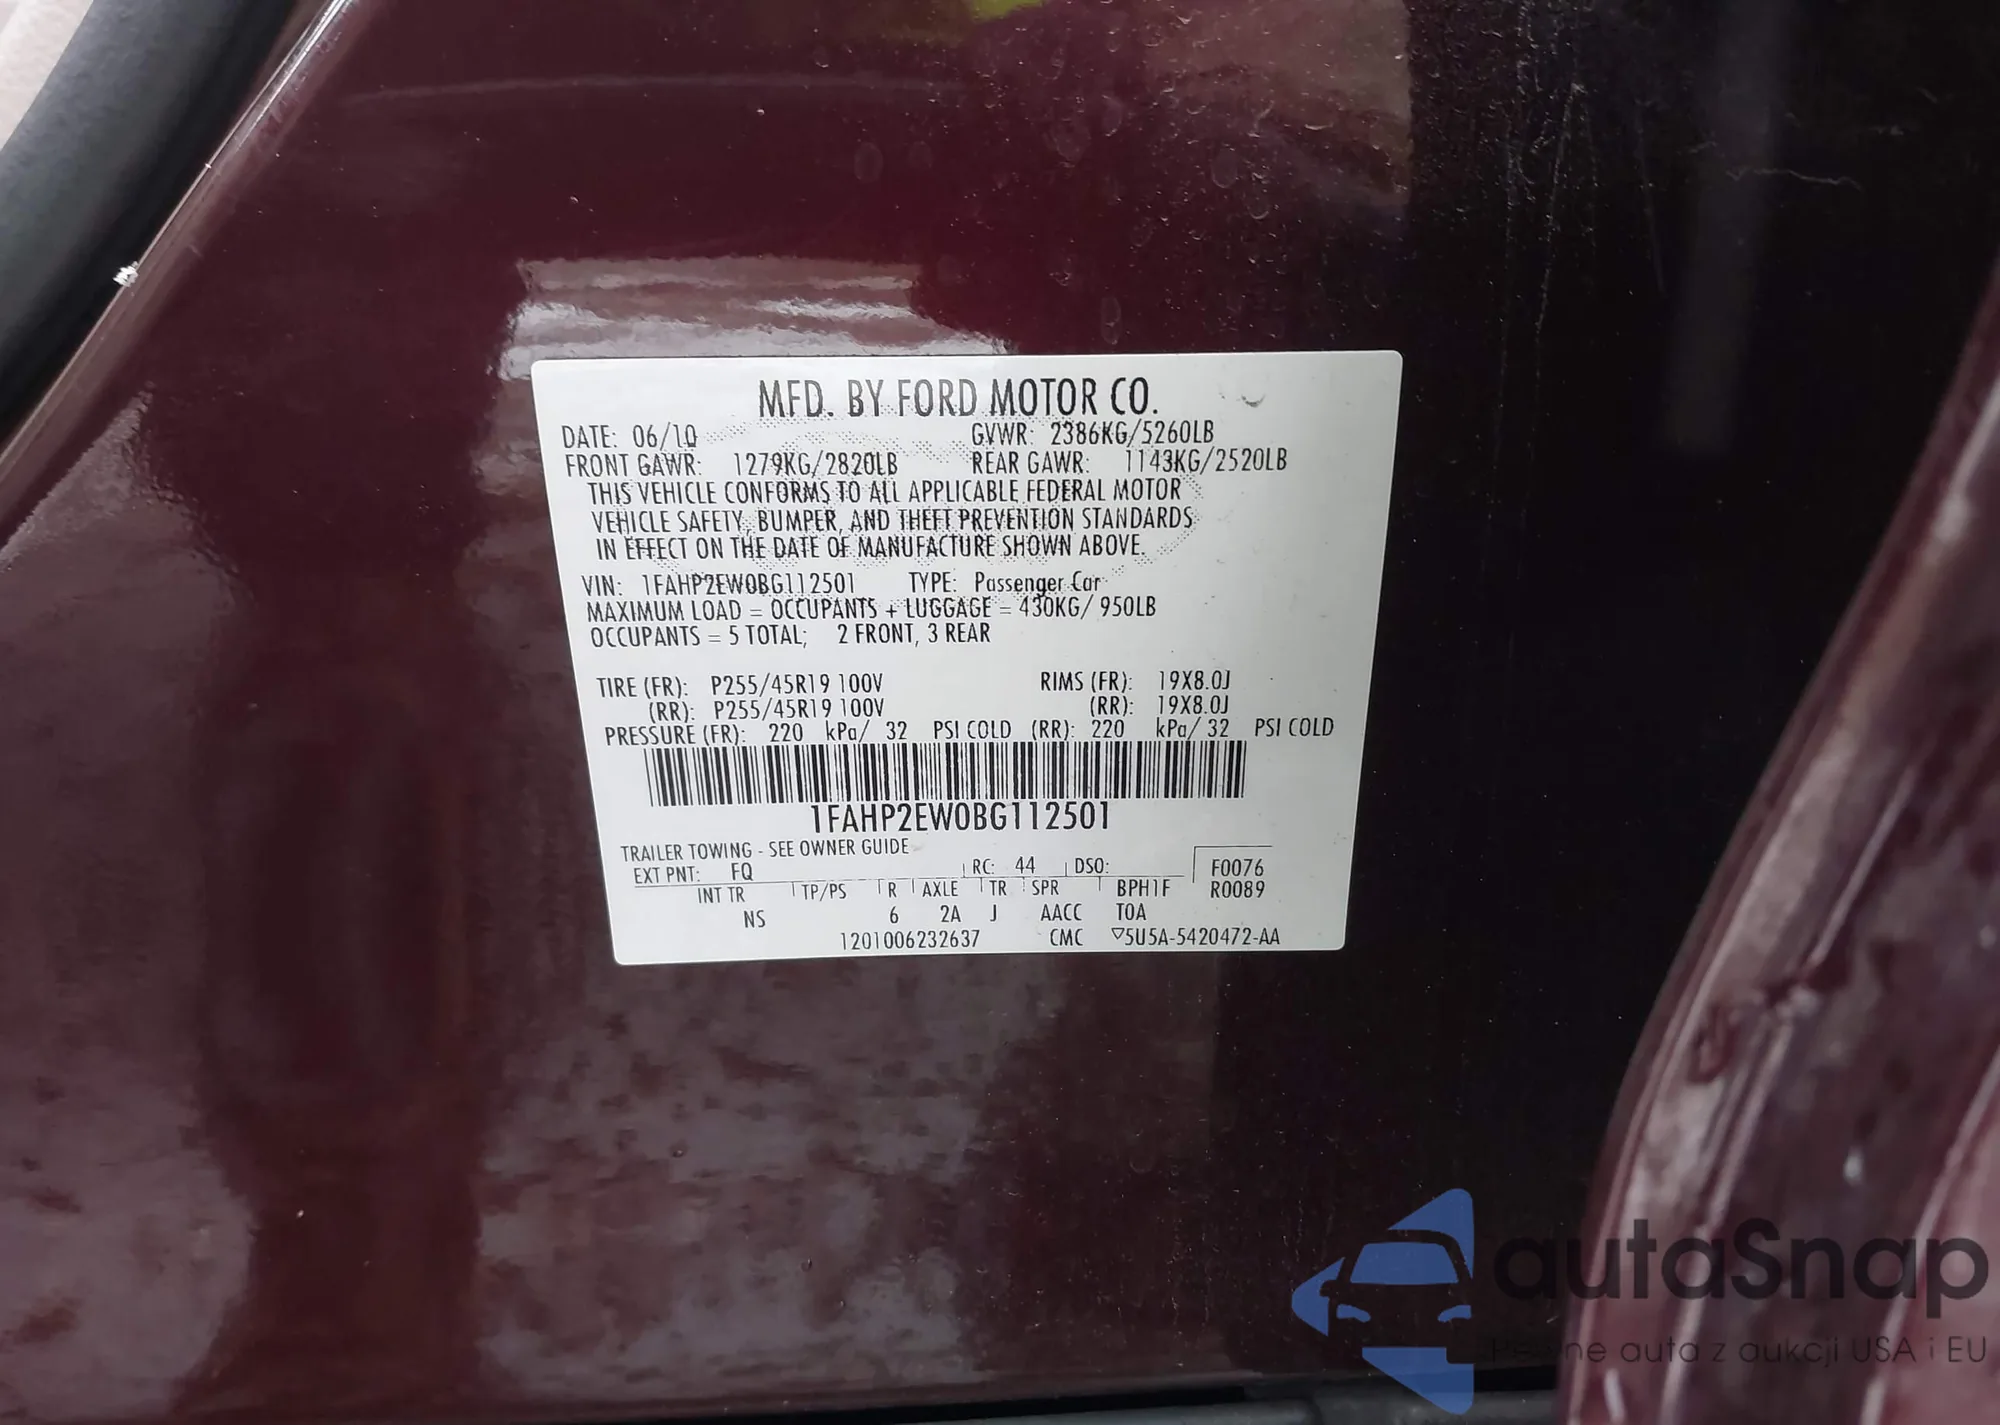 MFD. BY FORD MOTOR CO.
DATE: 06/10 GVWR: 2386KG/5260LB
FRONT GAWR: 1279KG/2820LB REAR GAWR: 1143KG/2520LB
THIS VEHICLE CONFORMS TO ALL APPLICABLE FEDERAL MOTOR
VEHICLE SAFETY, BUMPER, AND THEFT PREVENTION STANDARDS
IN EFFECT ON THE DATE OF MANUFACTURE SHOWN ABOVE.
VIN: 1FAHP2EW0BG112501 TYPE: Passenger Car
MAXIMUM LOAD = OCCUPANTS + LUGGAGE = 430KG/ 950LB
OCCUPANTS = 5 TOTAL; 2 FRONT, 3 REAR
TIRE (FR): P255/45R19 100V RIMS (FR): 19X8.0J
(RR): P255/45R19 100V (RR): 19X8.0J
PRESSURE (FR): 220 kPa/ 32 PSI COLD (RR): 220 kPa/ 32 PSI COLD
1FAHP2EW0BG112501
TRAILER TOWING - SEE OWNER GUIDE
EXT PNT: FQ RC: 44 DSO: F0076
INT TR TP/PS R AXLE TR SPR BPH1F R0089
NS 6 2A J AACC T0A
1201006232637 CMC ▽5U5A-5420472-AA
autaSnap
Pewne auta z aukcji USA i EU